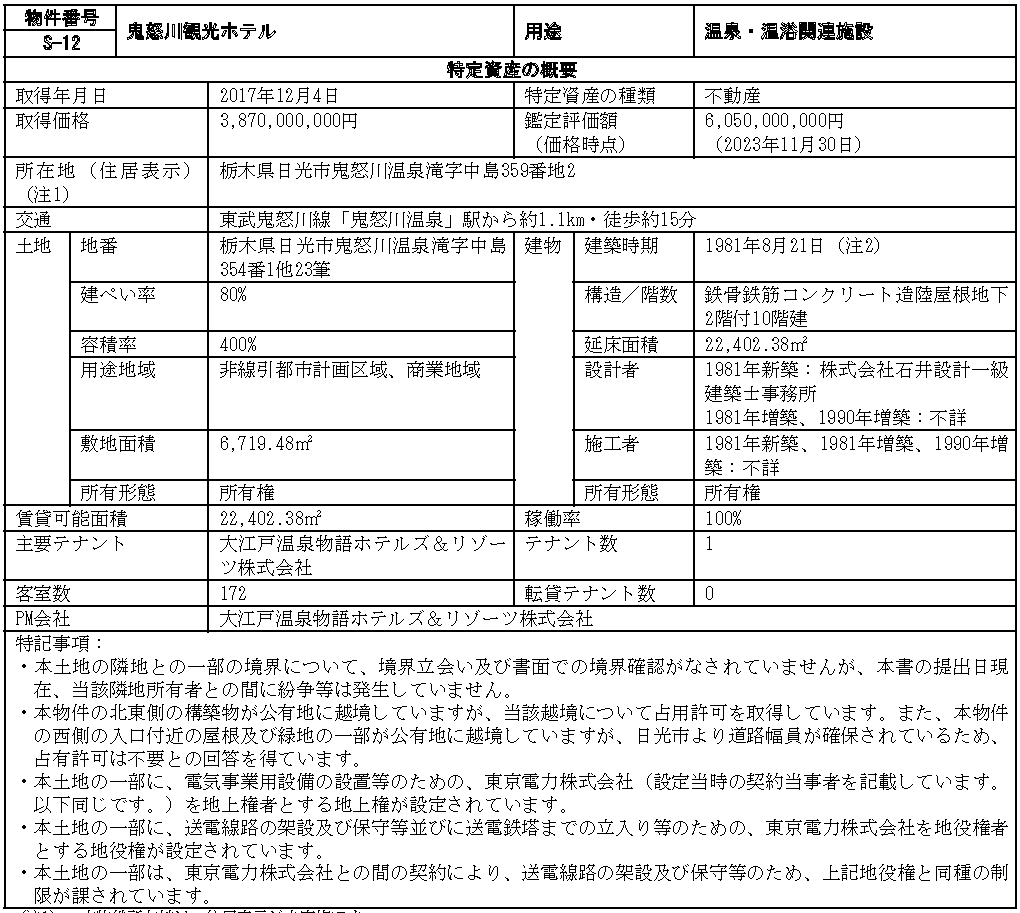 物件番号
S-12
鬼怒川観光ホテル
用途
温泉・温浴関連施設
特定資産の概要
取得年月日
2017年12月4日
特定資産の種類
不動産
取得価格
3,870,000,000円
鑑定評価額
（価格時点）
6,050,000,000円
（2023年11月30日）
所在地（住居表示）
（注1）
栃木県日光市鬼怒川温泉滝字中島359番地2
交通
東武鬼怒川線「鬼怒川温泉」駅から約1.1km・徒歩約15分
土地
地番
栃木県日光市鬼怒川温泉滝字中島
354番1他23筆
建物
建築時期
1981年8月21日（注2）
建ぺい率
80%
構造／階数
鉄骨鉄筋コンクリート造陸屋根地下
2階付10階建
容積率
400%
延床面積
22,402.38㎡
用途地域
非線引都市計画区域、商業地域
設計者
1981年新築：株式会社石井設計一級
建築士事務所
1981年増築、1990年増築：不詳
敷地面積
6,719.48㎡
施工者
1981年新築、1981年増築、1990年増
築：不詳
所有形態
所有権
所有形態
所有権
賃貸可能面積
22,402.38㎡
稼働率
100%
主要テナント
大江戸温泉物語ホテルズ＆リゾー
ツ株式会社
テナント数
1
客室数
172
転貸テナント数
0
PM会社
大江戸温泉物語ホテルズ＆リゾーツ株式会社
特記事項：
・本土地の隣地との一部の境界について、境界立会い及び書面での境界確認がなされていませんが、本書の提出日現
在、当該隣地所有者との間に紛争等は発生していません。
・本物件の北東側の構築物が公有地に越境していますが、当該越境について占用許可を取得しています。また、本物件
の西側の入口付近の屋根及び緑地の一部が公有地に越境していますが、日光市より道路幅員が確保されているため、
占有許可は不要との回答を得ています。
・本土地の一部に、電気事業用設備の設置等のための、東京電力株式会社（設定当時の契約当事者を記載しています。
以下同じです。）を地上権者とする地上権が設定されています。
・本土地の一部に、送電線路の架設及び保守等並びに送電鉄塔までの立入り等のための、東京電力株式会社を地役権者
とする地役権が設定されています。
・本土地の一部は、東京電力株式会社との間の契約により、送電線路の架設及び保守等のため、上記地役権と同種の制
限が課されています。